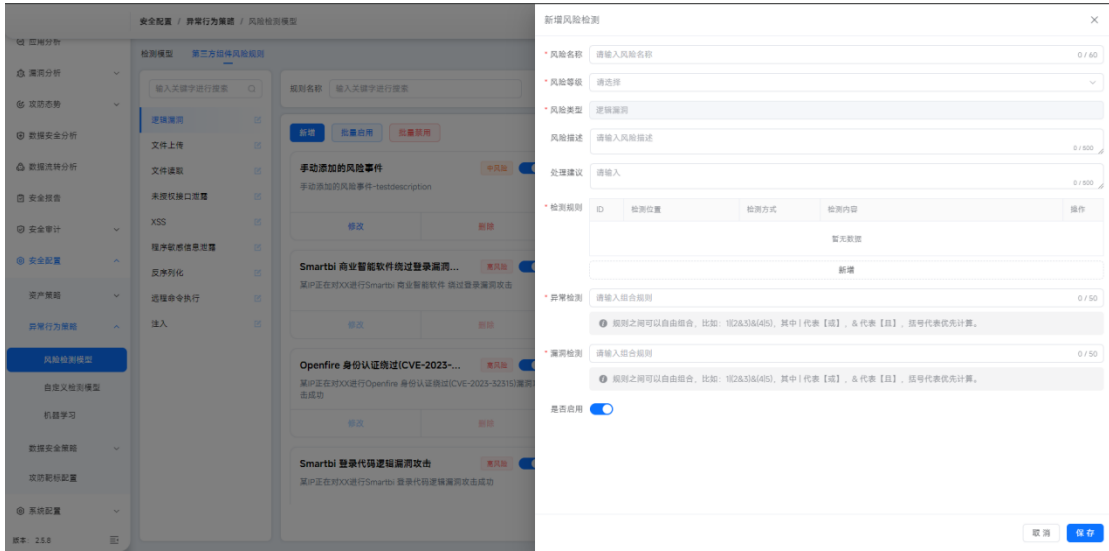 安全配置 / 异常行为策略 / 风险检测模型
应用分析
漏洞分析
攻防态势
数据安全分析
数据流转分析
安全报告
安全审计
安全配置
资产策略
异常行为策略
风险检测模型
自定义检测模型
机器学习
数据安全策略
攻防靶标配置
系统配置
版本: 2.5.8
检测模型 第三方组件风险规则
输入关键字进行搜索
逻辑漏洞
文件上传
文件读取
未授权接口泄露
XSS
程序敏感信息泄露
反序列化
远程命令执行
注入
规则名称 输入关键字进行搜索
新增 批量启用 批量禁用
手动添加的风险事件 中风险
手动添加的风险事件-testdescription
修改 删除
Smartbi 商业智能软件绕过登录漏洞... 高风险
某IP正在对XX进行Smartbi 商业智能软件 绕过登录漏洞攻击
修改 删除
Openfire 身份认证绕过(CVE-2023-... 高风险
某IP正在对XX进行Openfire 身份认证绕过(CVE-2023-32315)漏洞
击成功
修改 删除
Smartbi 登录代码逻辑漏洞攻击 高风险
某IP正在对XX进行Smartbi 登录代码逻辑漏洞攻击成功
新增风险检测
* 风险名称 请输入风险名称 0 / 60
* 风险等级 请选择
* 风险类型 逻辑漏洞
风险描述 请输入风险描述 0 / 500
处理建议 请输入 0 / 500
* 检测规则 ID 检测位置 检测方式 检测内容 操作
暂无数据
新增
* 异常检测 请输入组合规则 0 / 50
规则之间可以自由组合，比如：1|(2&3)&(4|5)，其中 | 代表【或】，& 代表【且】，括号代表优先计算。
* 漏洞检测 请输入组合规则 0 / 50
规则之间可以自由组合，比如：1|(2&3)&(4|5)，其中 | 代表【或】，& 代表【且】，括号代表优先计算。
是否启用
取消 保存